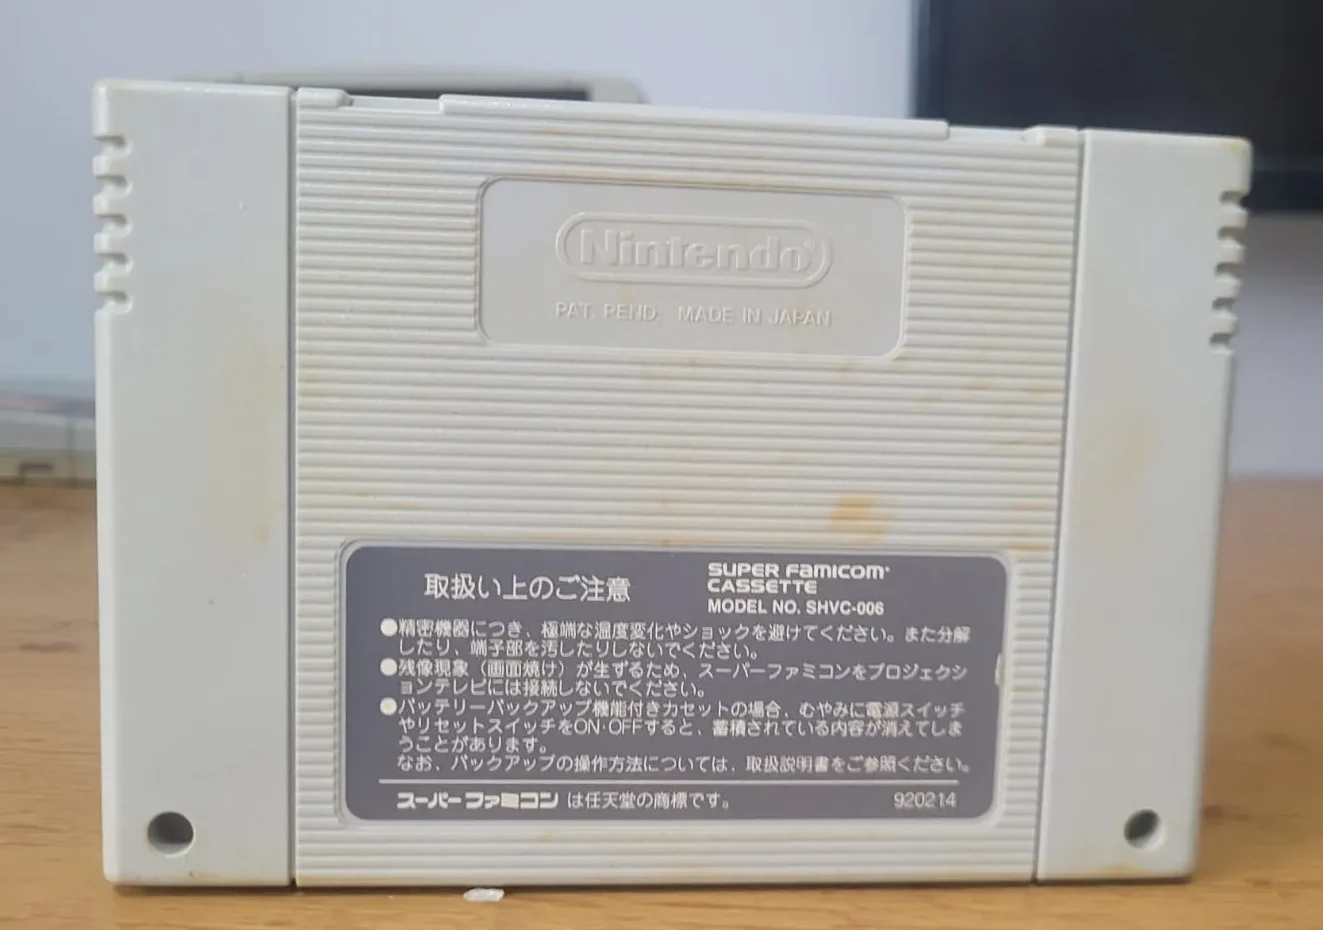 Nintendo®
PAT. PEND. MADE IN JAPAN
取扱い上のご注意
SUPER FAMICOM
CASSETTE
MODEL NO. SHVC-006
●精密機器につき、極端な温度変化やショックを避けてください。また分解
したり、端子部を汚したりしないでください。
●残像現象（画面焼け）が生ずるため、スーパーファミコンをプロジェクシ
ョンテレビには接続しないでください。
●バッテリーバックアップ機能付きカセットの場合、むやみに電源スイッチ
やリセットスイッチをON·OFFすると、蓄積されている内容が消えてしま
うことがあります。
なお、バックアップの操作方法については、取扱説明書をご参照ください。
スーパーファミコン は任天堂の商標です。
920214